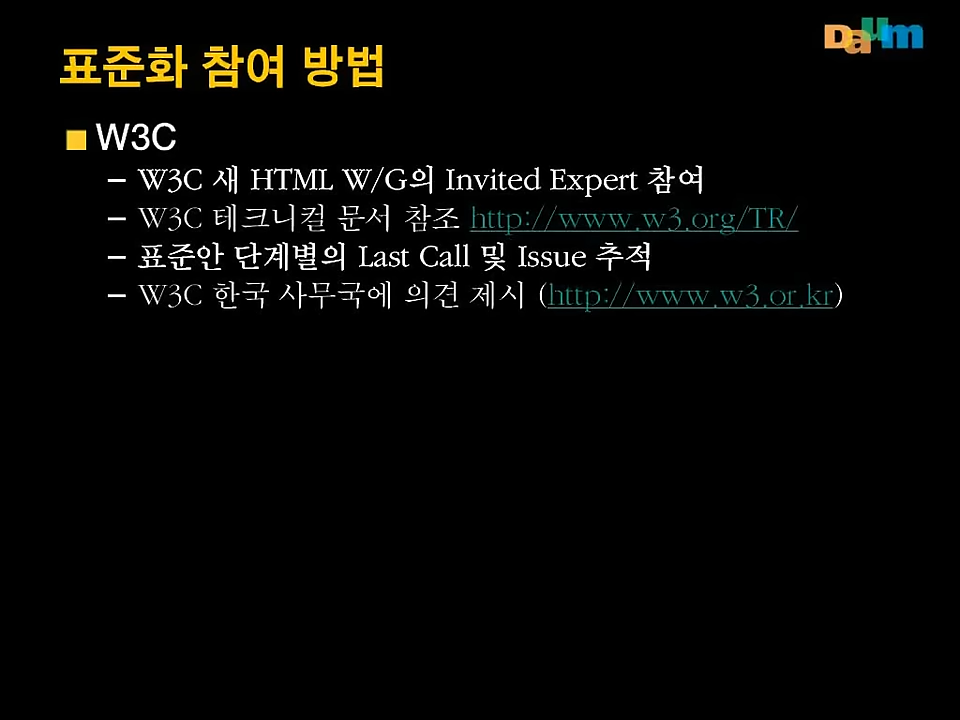 Daum
표준화 참여 방법
W3C
– W3C 새 HTML W/G의 Invited Expert 참여
– W3C 테크니컬 문서 참조 http://www.w3.org/TR/
– 표준안 단계별의 Last Call 및 Issue 추적
– W3C 한국 사무국에 의견 제시 (http://www.w3.or.kr)